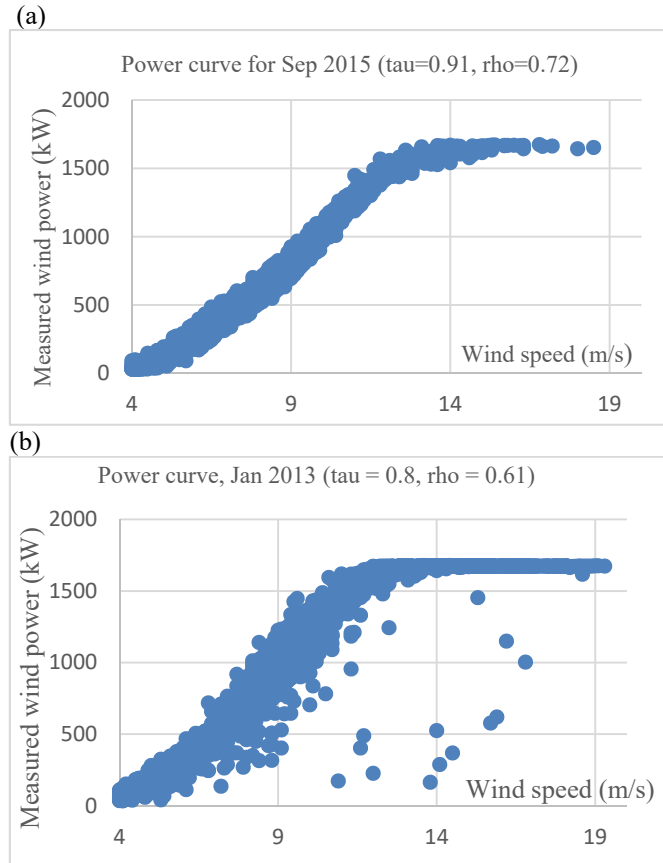 (a)
Power curve for Sep 2015 (tau=0.91, rho=0.72)
Measured wind power (kW)
2000
1500
1000
500
0
Wind speed (m/s)
4 9 14 19
(b)
Power curve, Jan 2013 (tau = 0.8, rho = 0.61)
Measured wind power (kW)
2000
1500
1000
500
0
Wind speed (m/s)
4 9 14 19